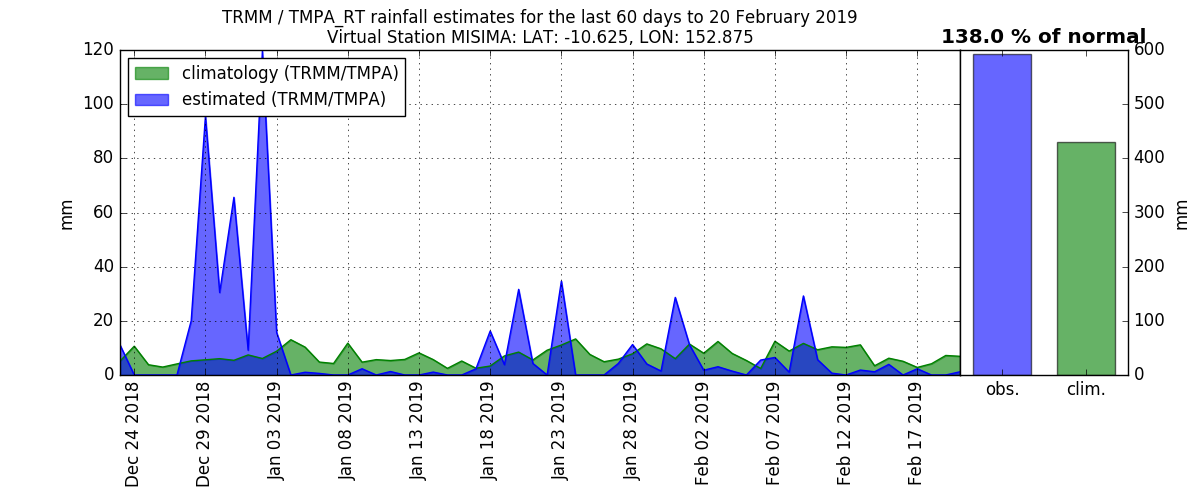 TRMM / TMPA_RT rainfall estimates for the last 60 days to 20 February 2019
Virtual Station MISIMA: LAT: -10.625, LON: 152.875
138.0 % of normal
climatology (TRMM/TMPA)
estimated (TRMM/TMPA)
mm
120
100
80
60
40
20
0
Dec 24 2018
Dec 29 2018
Jan 03 2019
Jan 08 2019
Jan 13 2019
Jan 18 2019
Jan 23 2019
Jan 28 2019
Feb 02 2019
Feb 07 2019
Feb 12 2019
Feb 17 2019
obs.
clim.
600
500
400
300
200
100
0
mm